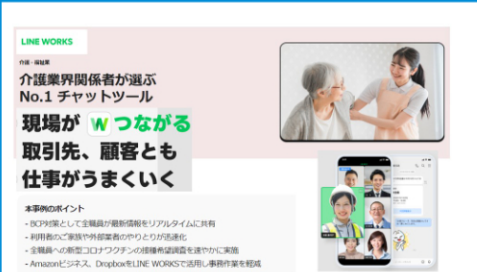 LINE WORKS
介護・福祉業
介護業界関係者が選ぶ
No.1 チャットツール
現場が W つながる
取引先、顧客とも
仕事がうまくいく
本事例のポイント
- BCP対策として全職員が最新情報をリアルタイムに共有
- 利用者のご家族や外部業者のやりとりが迅速化
- 全職員への新型コロナワクチンの接種希望調査を速やかに実施
- Amazonビジネス、DropboxをLINE WORKSで活用し事務作業を軽減